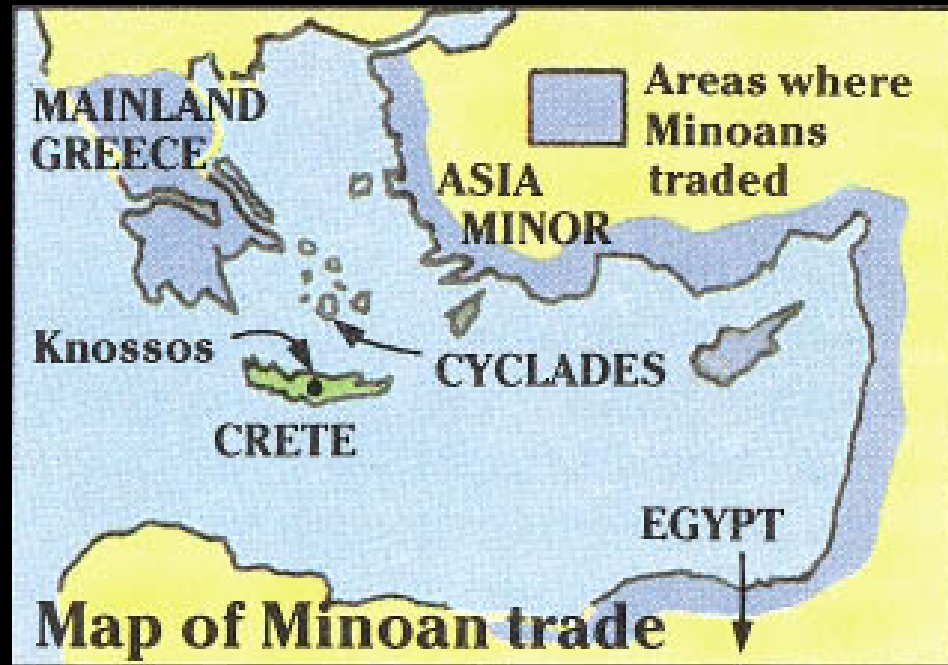 MAINLAND
GREECE
Areas where
Minoans
traded
ASIA
MINOR
Knossos
CYCLADES
CRETE
EGYPT
Map of Minoan trade